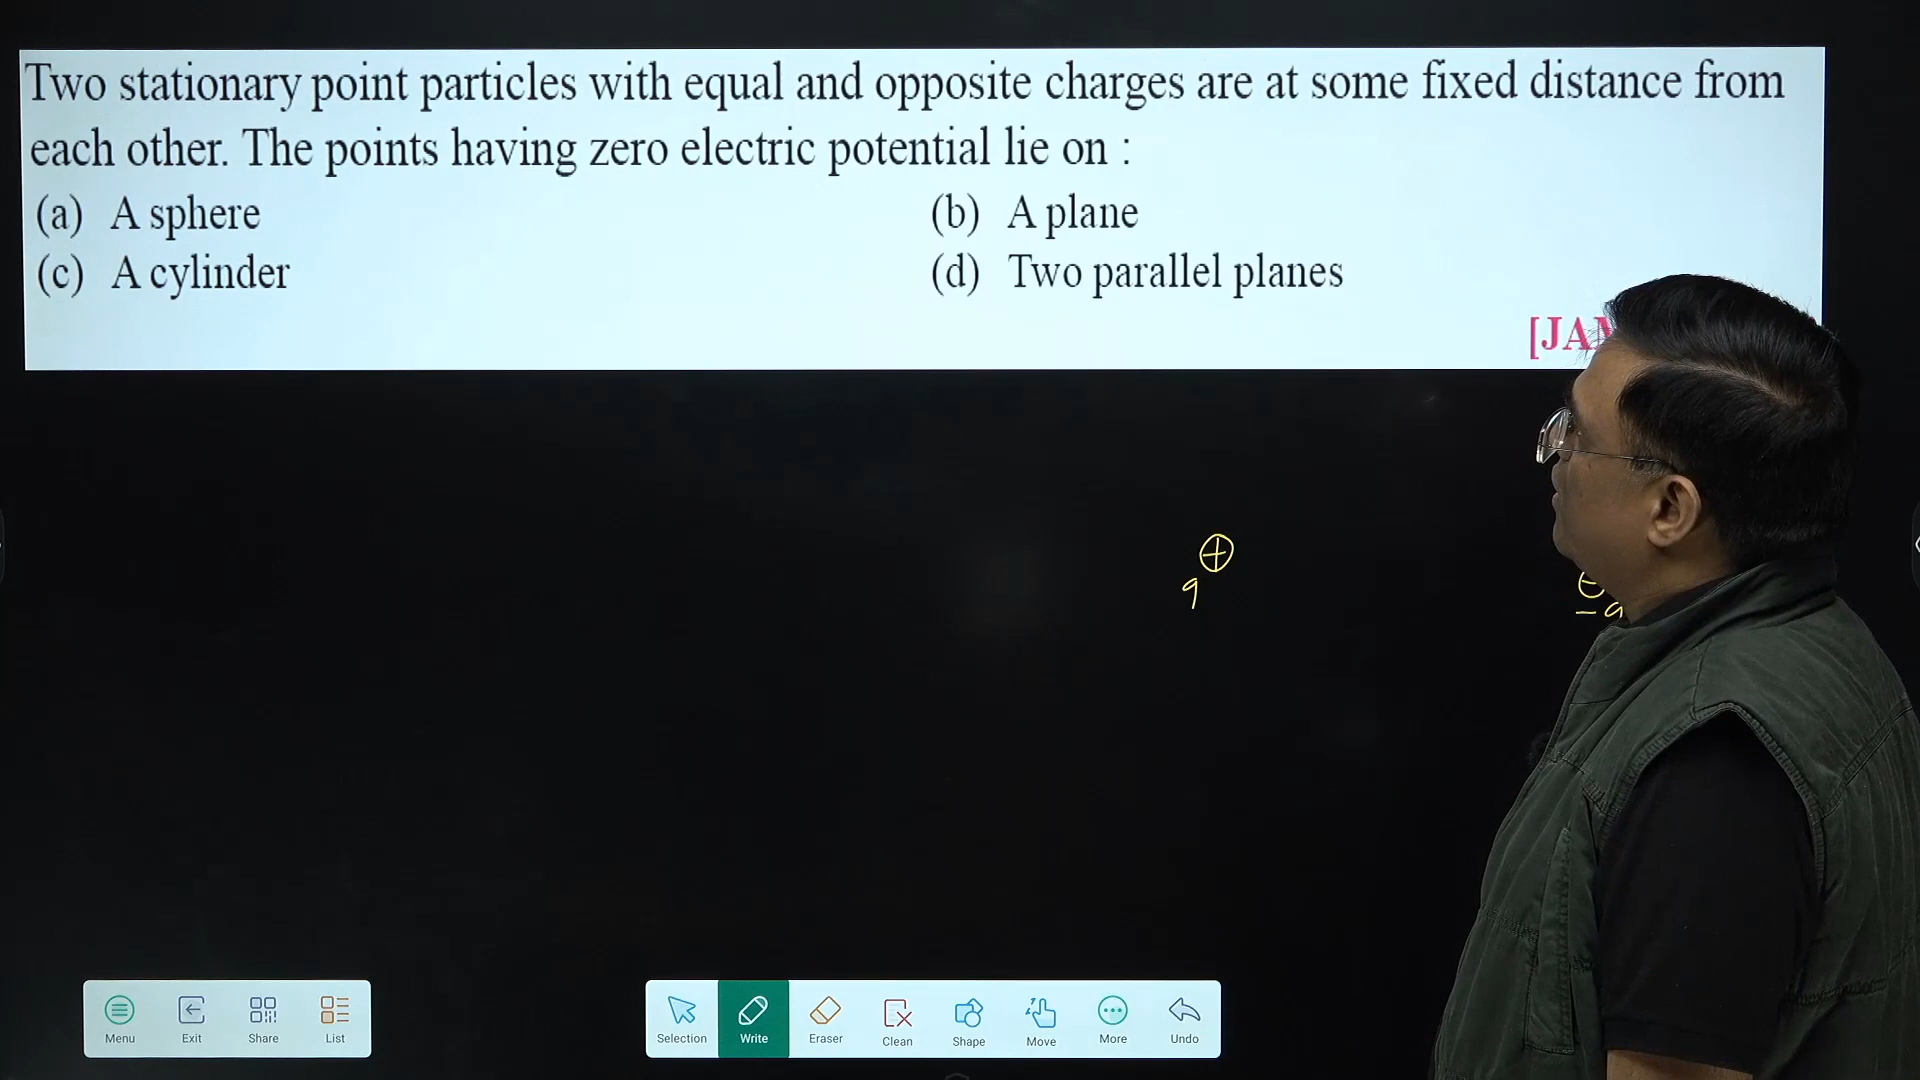 Two stationary point particles with equal and opposite charges are at some fixed distance from
each other. The points having zero electric potential lie on :
(a) A sphere (b) A plane
(c) A cylinder (d) Two parallel planes
q
Menu Exit Share List Selection Write Eraser Clean Shape Move More Undo